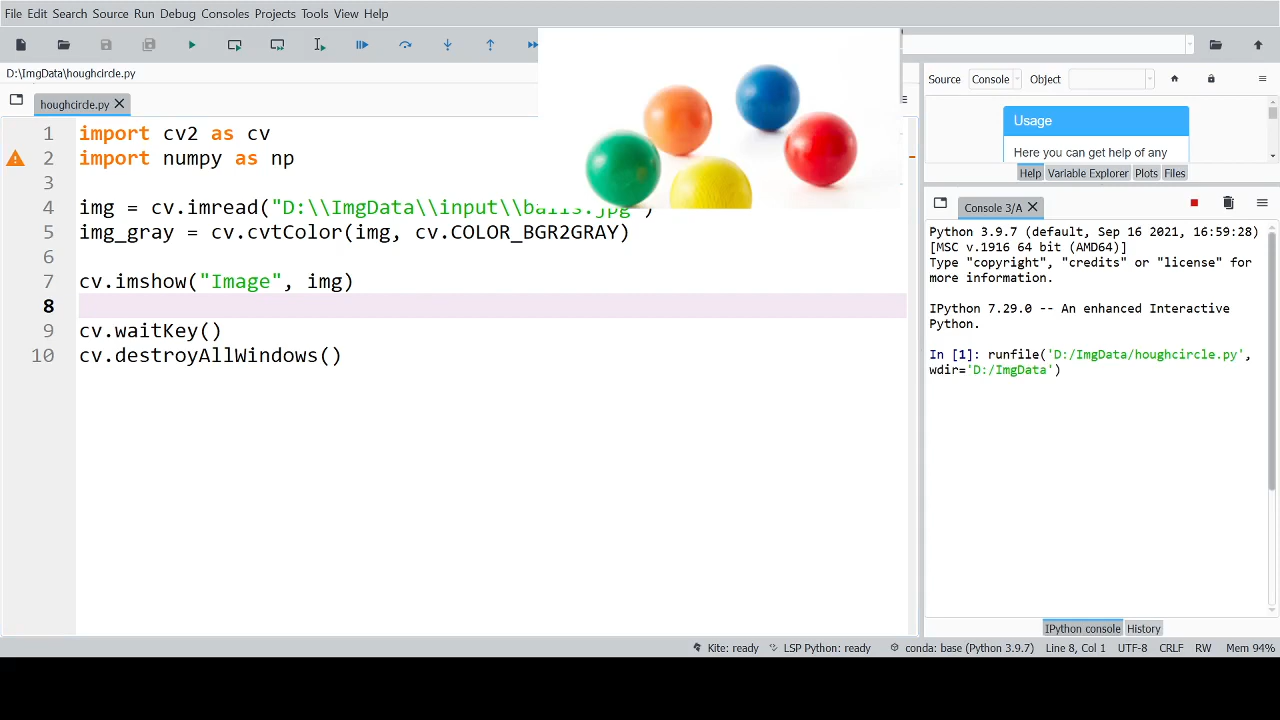 File Edit Search Source Run Debug Consoles Projects Tools View Help
D:\ImgData\houghcircle.py
houghcircle.py
Source Console Object
Usage
Here you can get help of any
Help Variable Explorer Plots Files
1 import cv2 as cv
2 import numpy as np
3
4 img = cv.imread("D:\\ImgData\\input\\balls.jpg")
5 img_gray = cv.cvtColor(img, cv.COLOR_BGR2GRAY)
6
7 cv.imshow("Image", img)
8
9 cv.waitKey()
10 cv.destroyAllWindows()
Console 3/A
Python 3.9.7 (default, Sep 16 2021, 16:59:28)
[MSC v.1916 64 bit (AMD64)]
Type "copyright", "credits" or "license" for
more information.
IPython 7.29.0 -- An enhanced Interactive
Python.
In [1]: runfile('D:/ImgData/houghcircle.py',
wdir='D:/ImgData')
IPython console History
Kite: ready LSP Python: ready conda: base (Python 3.9.7) Line 8, Col 1 UTF-8 CRLF RW Mem 94%